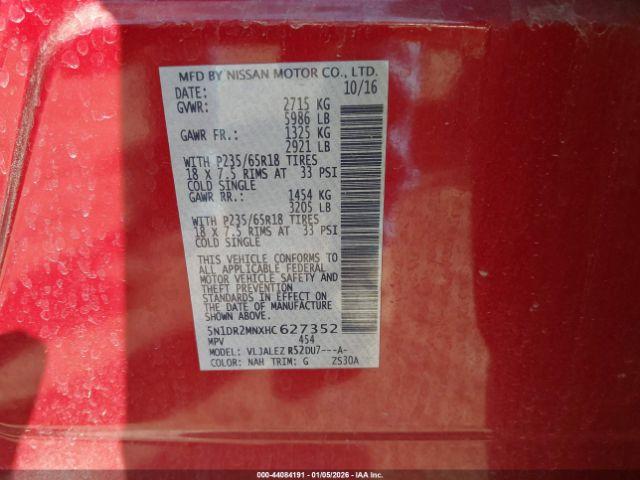 MFD BY NISSAN MOTOR CO., LTD.
DATE: 10/16
GVWR: 2715 KG
5986 LB
GAWR FR.: 1325 KG
2921 LB
WITH P235/65R18 TIRES
18 X 7.5 RIMS AT 33 PSI
COLD SINGLE
GAWR RR.: 1454 KG
3205 LB
WITH P235/65R18 TIRES
18 X 7.5 RIMS AT 33 PSI
COLD SINGLE
THIS VEHICLE CONFORMS TO
ALL APPLICABLE FEDERAL
MOTOR VEHICLE SAFETY AND
THEFT PREVENTION
STANDARDS IN EFFECT ON
THE DATE OF MANUFACTURE
SHOWN ABOVE.
5N1DR2MNXHC627352
MPV 454
MODEL: VLJALEZ R52DU7---A-
COLOR: NAH TRIM: G ZS30A
000-44084191 - 01/05/2026 - IAA Inc.